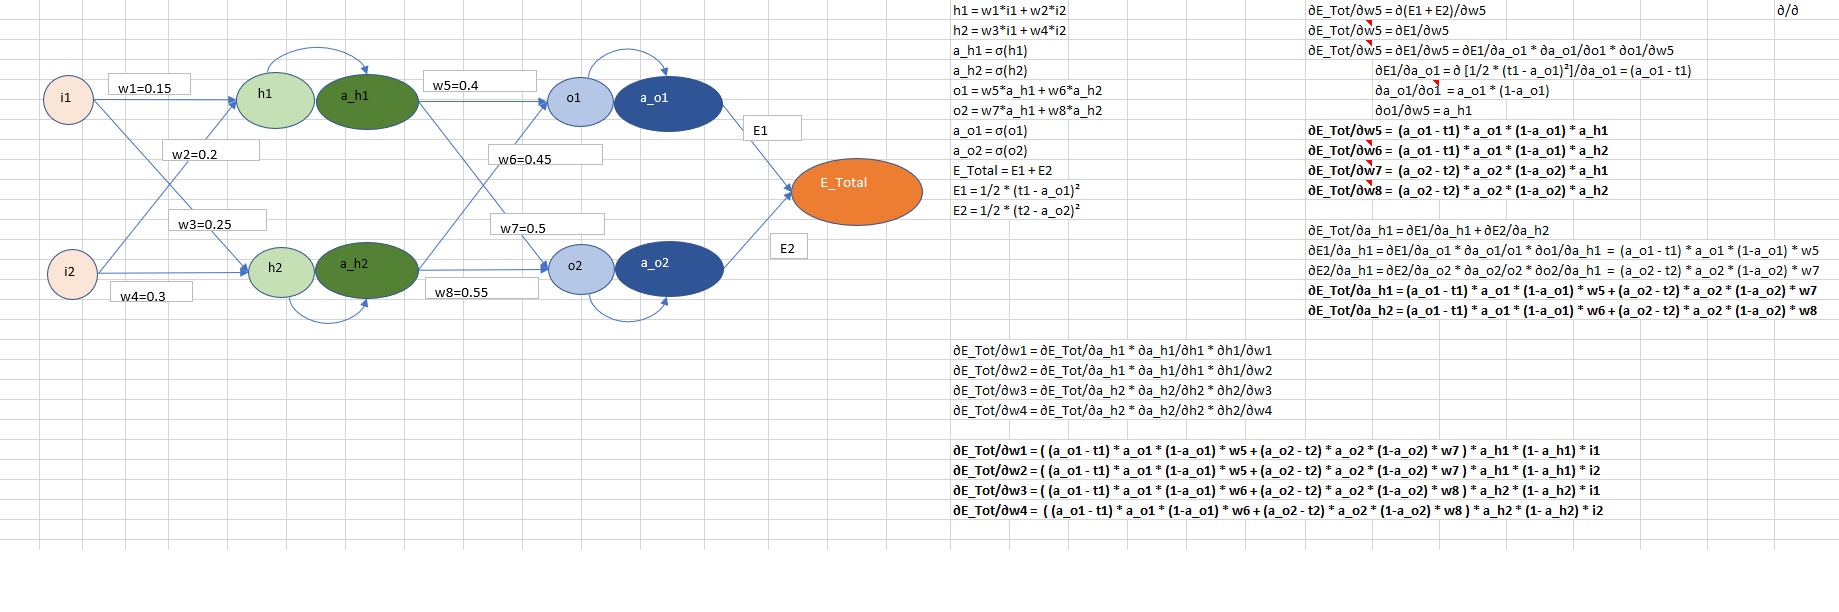 w1=0.15
i1
h1
a_h1
w5=0.4
o1
a_o1
E1
w2=0.2
w6=0.45
E_Total
w3=0.25
w7=0.5
E2
i2
h2
a_h2
o2
a_o2
w4=0.3
w8=0.55
h1 = w1*i1 + w2*i2
h2 = w3*i1 + w4*i2
a_h1 = σ(h1)
a_h2 = σ(h2)
o1 = w5*a_h1 + w6*a_h2
o2 = w7*a_h1 + w8*a_h2
a_o1 = σ(o1)
a_o2 = σ(o2)
E_Total = E1 + E2
E1 = 1/2 * (t1 - a_o1)²
E2 = 1/2 * (t2 - a_o2)²
∂E_Tot/∂w5 = ∂(E1 + E2)/∂w5
∂/∂
∂E_Tot/∂w5 = ∂E1/∂w5
∂E_Tot/∂w5 = ∂E1/∂w5 = ∂E1/∂a_o1 * ∂a_o1/∂o1 * ∂o1/∂w5
∂E1/∂a_o1 = ∂ [1/2 * (t1 - a_o1)²]/∂a_o1 = (a_o1 - t1)
∂a_o1/∂o1 = a_o1 * (1-a_o1)
∂o1/∂w5 = a_h1
∂E_Tot/∂w5 = (a_o1 - t1) * a_o1 * (1-a_o1) * a_h1
∂E_Tot/∂w6 = (a_o1 - t1) * a_o1 * (1-a_o1) * a_h2
∂E_Tot/∂w7 = (a_o2 - t2) * a_o2 * (1-a_o2) * a_h1
∂E_Tot/∂w8 = (a_o2 - t2) * a_o2 * (1-a_o2) * a_h2
∂E_Tot/∂a_h1 = ∂E1/∂a_h1 + ∂E2/∂a_h2
∂E1/∂a_h1 = ∂E1/∂a_o1 * ∂a_o1/o1 * ∂o1/∂a_h1 = (a_o1 - t1) * a_o1 * (1-a_o1) * w5
∂E2/∂a_h1 = ∂E2/∂a_o2 * ∂a_o2/o2 * ∂o2/∂a_h1 = (a_o2 - t2) * a_o2 * (1-a_o2) * w7
∂E_Tot/∂a_h1 = (a_o1 - t1) * a_o1 * (1-a_o1) * w5 + (a_o2 - t2) * a_o2 * (1-a_o2) * w7
∂E_Tot/∂a_h2 = (a_o1 - t1) * a_o1 * (1-a_o1) * w6 + (a_o2 - t2) * a_o2 * (1-a_o2) * w8
∂E_Tot/∂w1 = ∂E_Tot/∂a_h1 * ∂a_h1/∂h1 * ∂h1/∂w1
∂E_Tot/∂w2 = ∂E_Tot/∂a_h1 * ∂a_h1/∂h1 * ∂h1/∂w2
∂E_Tot/∂w3 = ∂E_Tot/∂a_h2 * ∂a_h2/∂h2 * ∂h2/∂w3
∂E_Tot/∂w4 = ∂E_Tot/∂a_h2 * ∂a_h2/∂h2 * ∂h2/∂w4
∂E_Tot/∂w1 = ( (a_o1 - t1) * a_o1 * (1-a_o1) * w5 + (a_o2 - t2) * a_o2 * (1-a_o2) * w7 ) * a_h1 * (1- a_h1) * i1
∂E_Tot/∂w2 = ( (a_o1 - t1) * a_o1 * (1-a_o1) * w5 + (a_o2 - t2) * a_o2 * (1-a_o2) * w7 ) * a_h1 * (1- a_h1) * i2
∂E_Tot/∂w3 = ( (a_o1 - t1) * a_o1 * (1-a_o1) * w6 + (a_o2 - t2) * a_o2 * (1-a_o2) * w8 ) * a_h2 * (1- a_h2) * i1
∂E_Tot/∂w4 = ( (a_o1 - t1) * a_o1 * (1-a_o1) * w6 + (a_o2 - t2) * a_o2 * (1-a_o2) * w8 ) * a_h2 * (1- a_h2) * i2